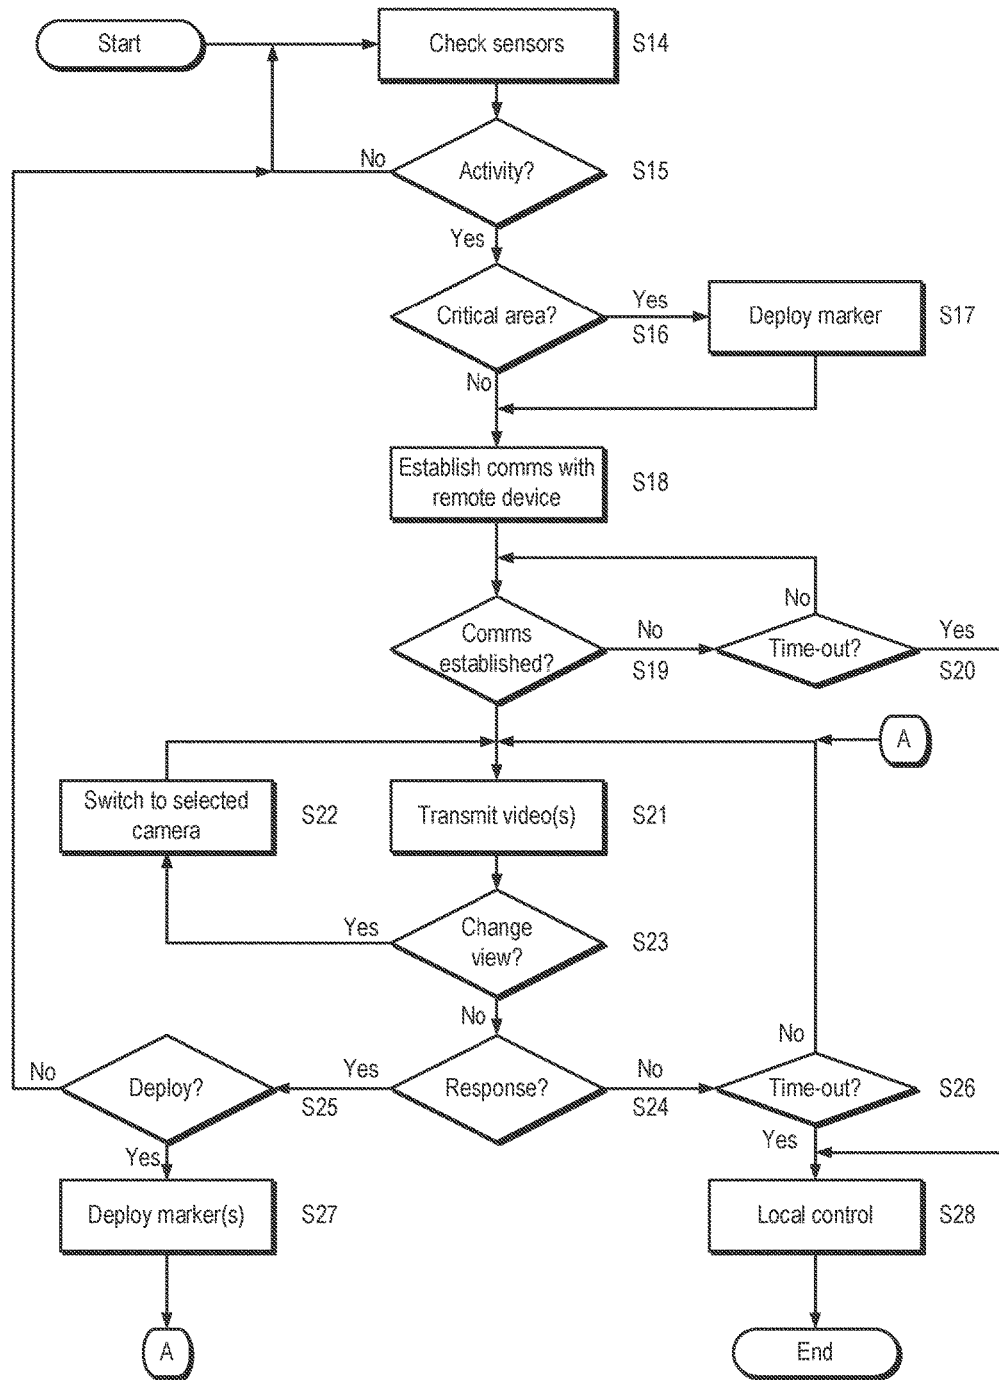 Start
Check sensors
S14
No
Activity?
S15
Yes
Critical area?
Yes
S16
Deploy marker
S17
No
Establish comms with
remote device
S18
No
Comms
established?
No
S19
Time-out?
Yes
S20
A
Switch to selected
camera
S22
Transmit video(s)
S21
Yes
Change
view?
S23
No
No
No
Deploy?
Yes
S25
Response?
No
S24
Time-out?
S26
Yes
Yes
Deploy marker(s)
S27
Local control
S28
A
End